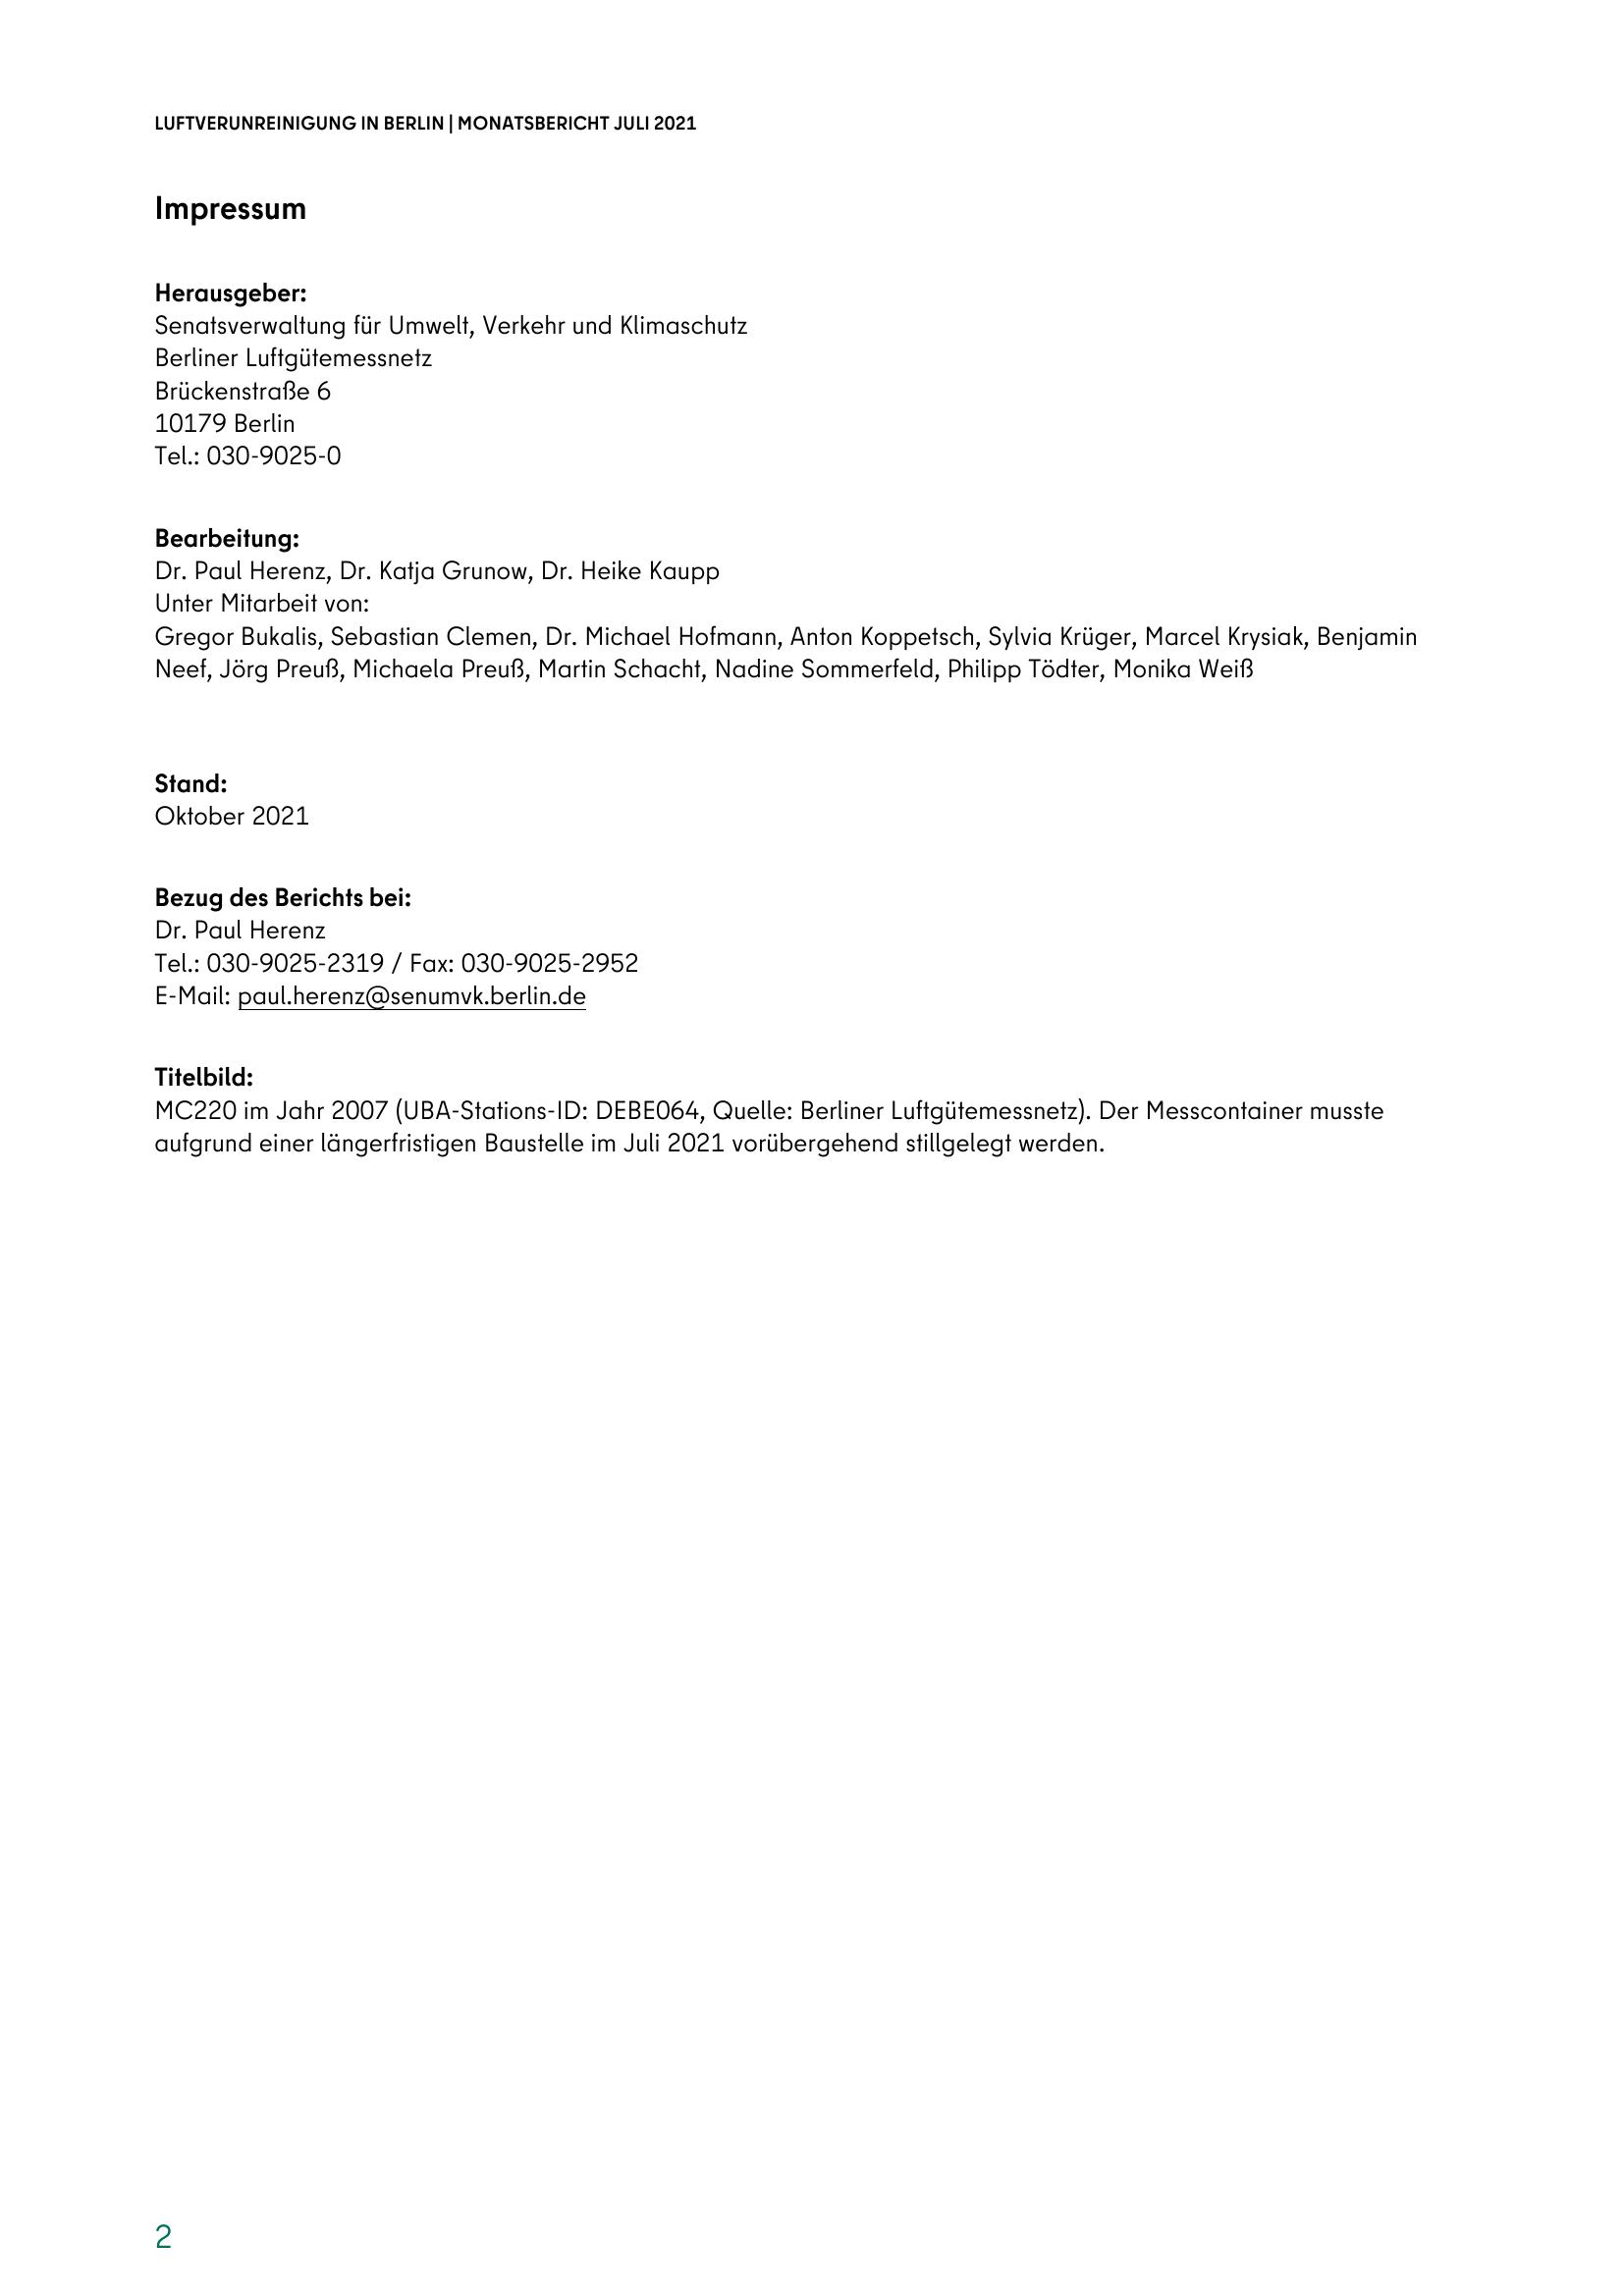 LUFTVERUNREINIGUNG IN BERLIN | MONATSBERICHT JULI 2021
Impressum
Herausgeber:
Senatsverwaltung für Umwelt, Verkehr und Klimaschutz
Berliner Luftgütemessnetz
Brückenstraße 6
10179 Berlin
Tel.: 030-9025-0
Bearbeitung:
Dr. Paul Herenz, Dr. Katja Grunow, Dr. Heike Kaupp
Unter Mitarbeit von:
Gregor Bukalis, Sebastian Clemen, Dr. Michael Hofmann, Anton Koppetsch, Sylvia Krüger, Marcel Krysiak, Benjamin
Neef, Jörg Preuß, Michaela Preuß, Martin Schacht, Nadine Sommerfeld, Philipp Tödter, Monika Weiß
Stand:
Oktober 2021
Bezug des Berichts bei:
Dr. Paul Herenz
Tel.: 030-9025-2319 / Fax: 030-9025-2952
E-Mail: paul.herenz@senumvk.berlin.de
Titelbild:
MC220 im Jahr 2007 (UBA-Stations-ID: DEBE064, Quelle: Berliner Luftgütemessnetz). Der Messcontainer musste
aufgrund einer längerfristigen Baustelle im Juli 2021 vorübergehend stillgelegt werden.
2